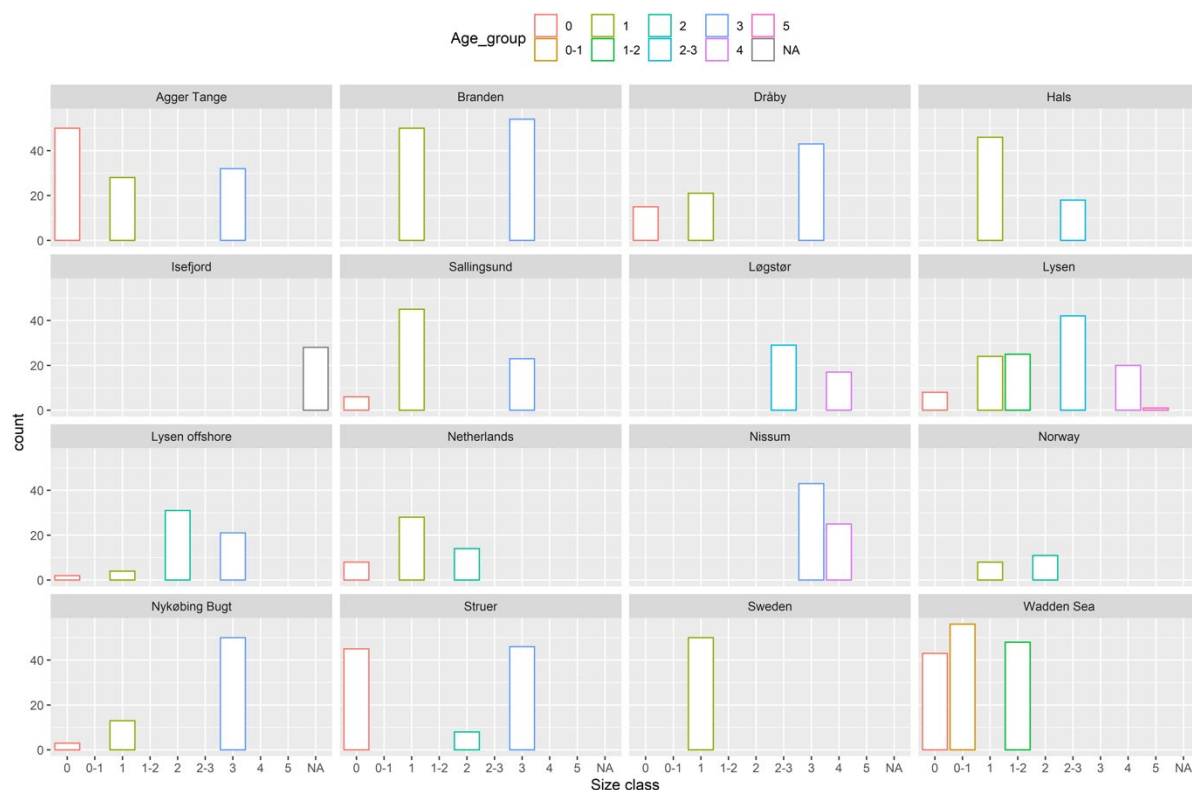 Age_group 0 1 2 3 5
0-1 1-2 2-3 4 NA
Agger Tange Branden Dråby Hals
40
20
0
Isefjord Sallingsund Løgstør Lysen
40
20
0
count
Lysen offshore Netherlands Nissum Norway
40
20
0
Nykøbing Bugt Struer Sweden Wadden Sea
40
20
0
0 0-1 1 1-2 2 2-3 3 4 5 NA 0 0-1 1 1-2 2 2-3 3 4 5 NA 0 0-1 1 1-2 2 2-3 3 4 5 NA 0 0-1 1 1-2 2 2-3 3 4 5 NA
Size class